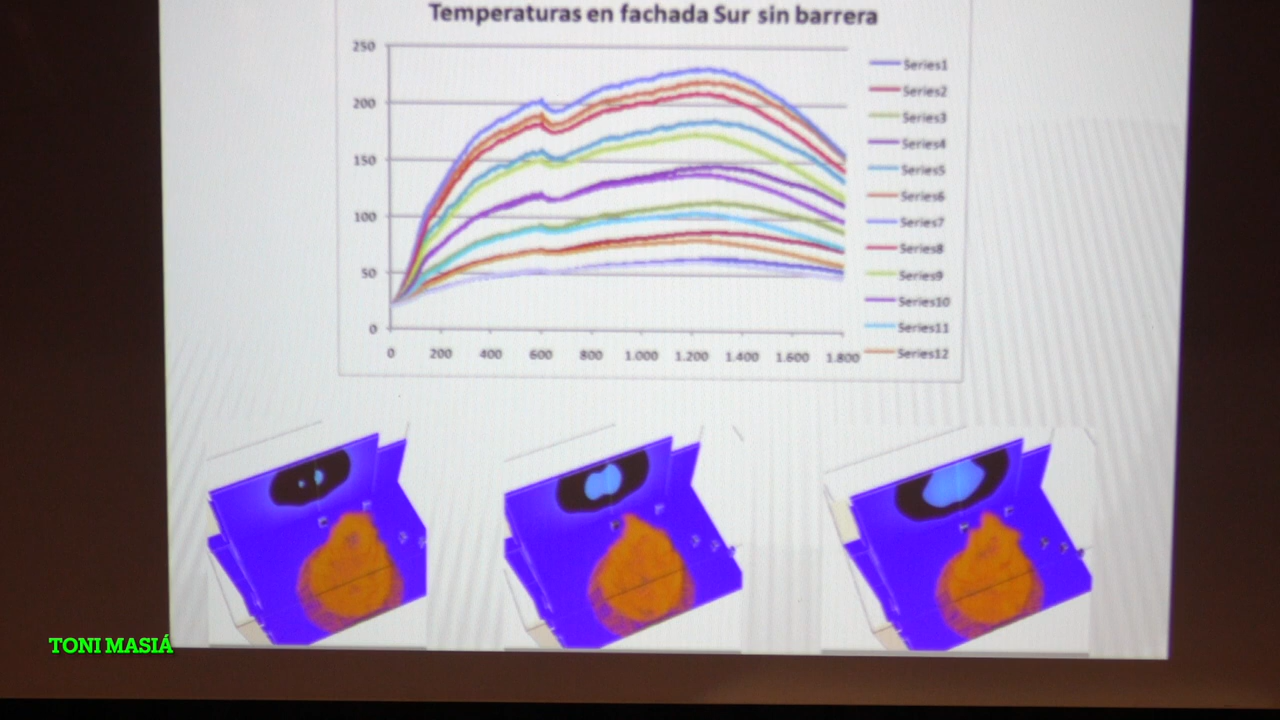 Temperaturas en fachada Sur sin barrera
250
200
150
100
50
0
0 200 400 600 800 1.000 1.200 1.400 1.600 1.800
Series1
Series2
Series3
Series4
Series5
Series6
Series7
Series8
Series9
Series10
Series11
Series12
TONI MASIÁ